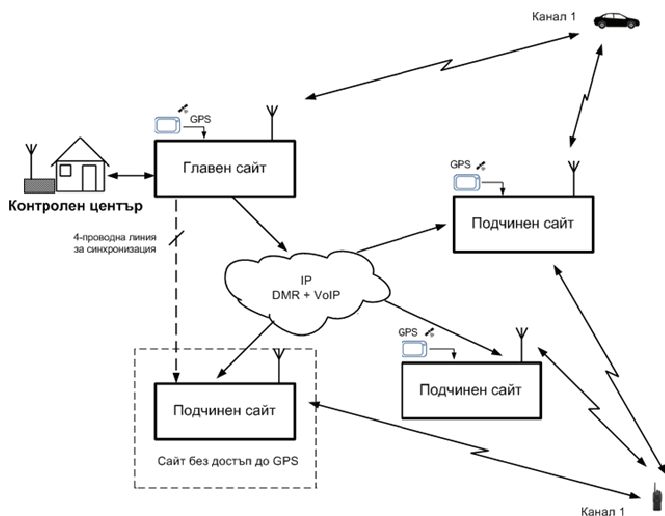 Канал 1
GPS
Главен сайт
Контролен център
GPS
Подчинен сайт
4-проводна линия
за синхронизация
IP
DMR + VoIP
GPS
Подчинен сайт
Подчинен сайт
Сайт без достъп до GPS
Канал 1